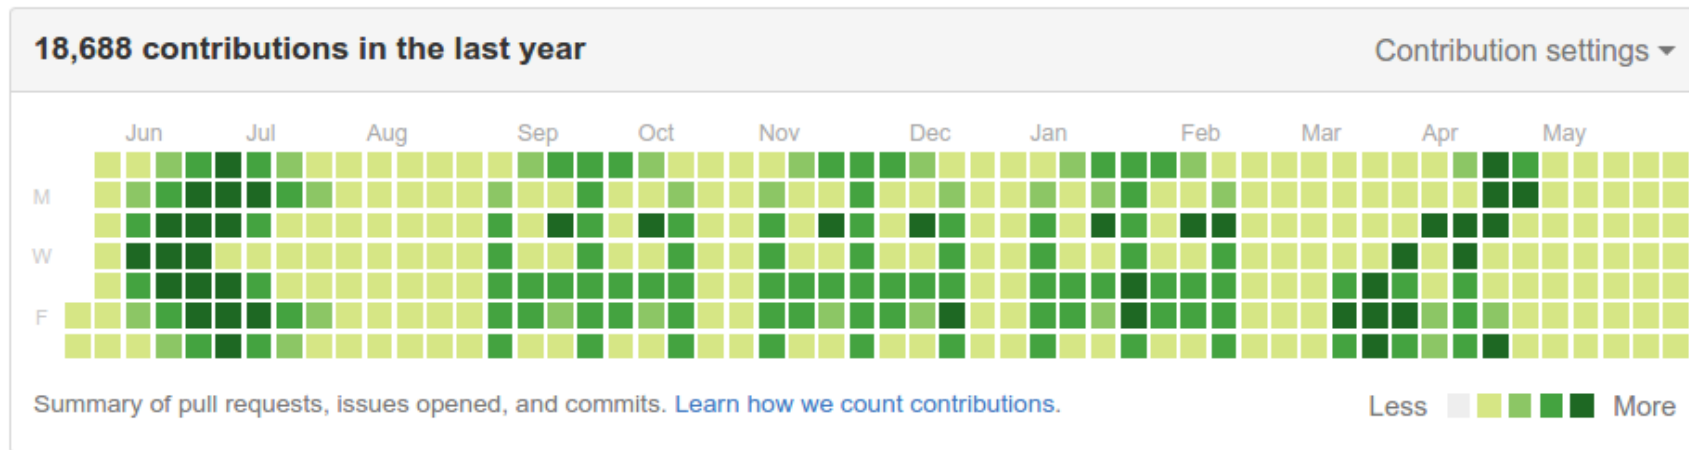 18,688 contributions in the last year
Contribution settings
Jun Jul Aug Sep Oct Nov Dec Jan Feb Mar Apr May
M
W
F
Summary of pull requests, issues opened, and commits. Learn how we count contributions.
Less More